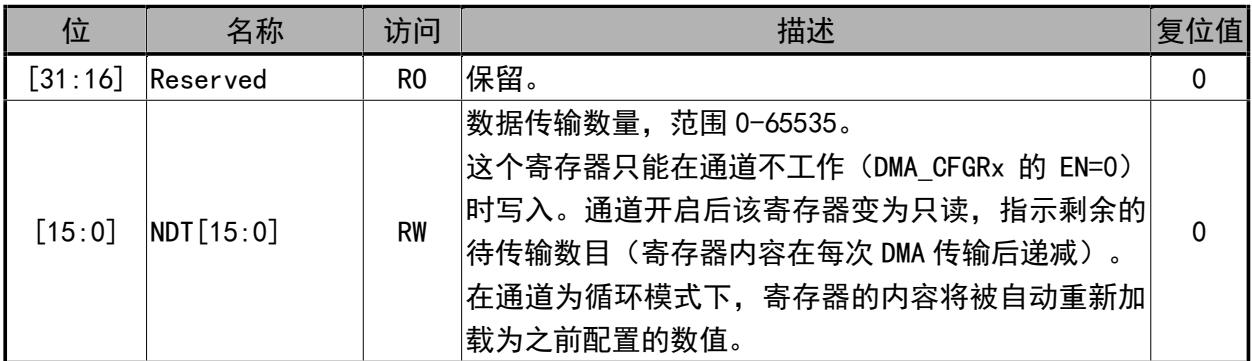 位 名称 访问 描述 复位值
[31:16] Reserved RO 保留。 0
数据传输数量，范围 0-65535。
这个寄存器只能在通道不工作（DMA_CFGRx 的 EN=0）
[15:0] NDT[15:0] RW 时写入。通道开启后该寄存器变为只读，指示剩余的 0
待传输数目（寄存器内容在每次 DMA 传输后递减）。
在通道为循环模式下，寄存器的内容将被自动重新加
载为之前配置的数值。